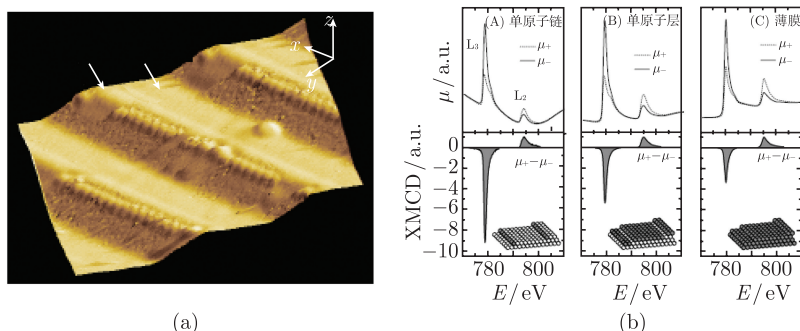 z
x
y
(a)
(A) 单原子链
L₃
μ+
μ−
L₂
(B) 单原子层
μ+
μ−
(C) 薄膜
μ+
μ−
μ/a.u.
XMCD/a.u.
0
−2
−4
−6
−8
−10
μ+−μ−
μ+−μ−
μ+−μ−
780 800
780 800
780 800
E/eV
E/eV
E/eV
(b)